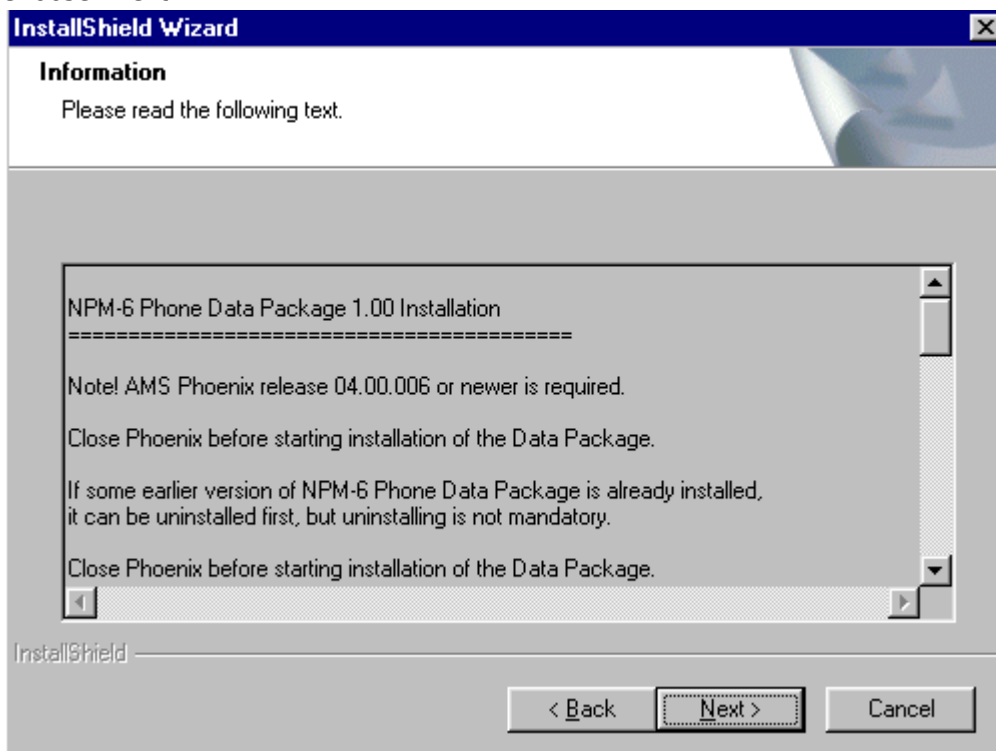 InstallShield Wizard
Information
Please read the following text.
NPM-6 Phone Data Package 1.00 Installation
==========================================
Note! AMS Phoenix release 04.00.006 or newer is required.
Close Phoenix before starting installation of the Data Package.
If some earlier version of NPM-6 Phone Data Package is already installed,
it can be uninstalled first, but uninstalling is not mandatory.
Close Phoenix before starting installation of the Data Package.
InstallShield
< Back Next > Cancel